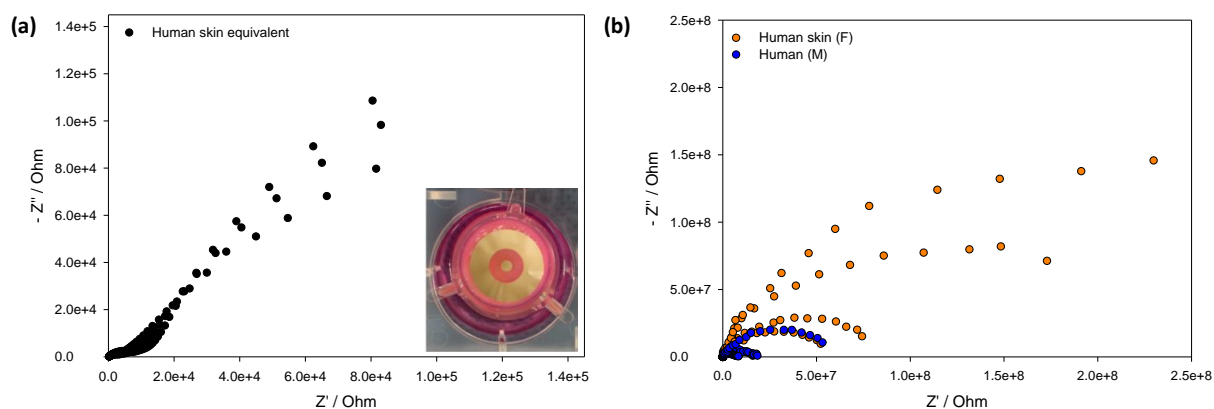 (a)
Human skin equivalent
1.4e+5
1.2e+5
1.0e+5
8.0e+4
6.0e+4
4.0e+4
2.0e+4
0.0
- Z'' / Ohm
0.0 2.0e+4 4.0e+4 6.0e+4 8.0e+4 1.0e+5 1.2e+5 1.4e+5
Z' / Ohm
(b)
Human skin (F)
Human (M)
2.5e+8
2.0e+8
1.5e+8
1.0e+8
5.0e+7
0.0
- Z'' / Ohm
0.0 5.0e+7 1.0e+8 1.5e+8 2.0e+8 2.5e+8
Z' / Ohm